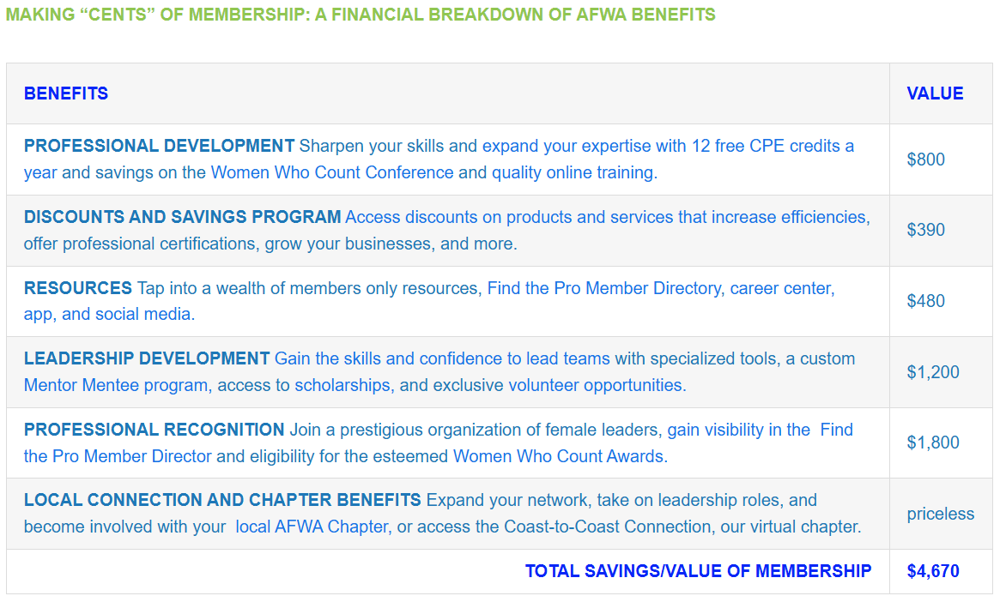 MAKING “CENTS” OF MEMBERSHIP: A FINANCIAL BREAKDOWN OF AFWA BENEFITS
BENEFITS
VALUE
PROFESSIONAL DEVELOPMENT Sharpen your skills and expand your expertise with 12 free CPE credits a
year and savings on the Women Who Count Conference and quality online training.
$800
DISCOUNTS AND SAVINGS PROGRAM Access discounts on products and services that increase efficiencies,
offer professional certifications, grow your businesses, and more.
$390
RESOURCES Tap into a wealth of members only resources, Find the Pro Member Directory, career center,
app, and social media.
$480
LEADERSHIP DEVELOPMENT Gain the skills and confidence to lead teams with specialized tools, a custom
Mentor Mentee program, access to scholarships, and exclusive volunteer opportunities.
$1,200
PROFESSIONAL RECOGNITION Join a prestigious organization of female leaders, gain visibility in the  Find
the Pro Member Director and eligibility for the esteemed Women Who Count Awards.
$1,800
LOCAL CONNECTION AND CHAPTER BENEFITS Expand your network, take on leadership roles, and
become involved with your  local AFWA Chapter, or access the Coast-to-Coast Connection, our virtual chapter.
priceless
TOTAL SAVINGS/VALUE OF MEMBERSHIP
$4,670